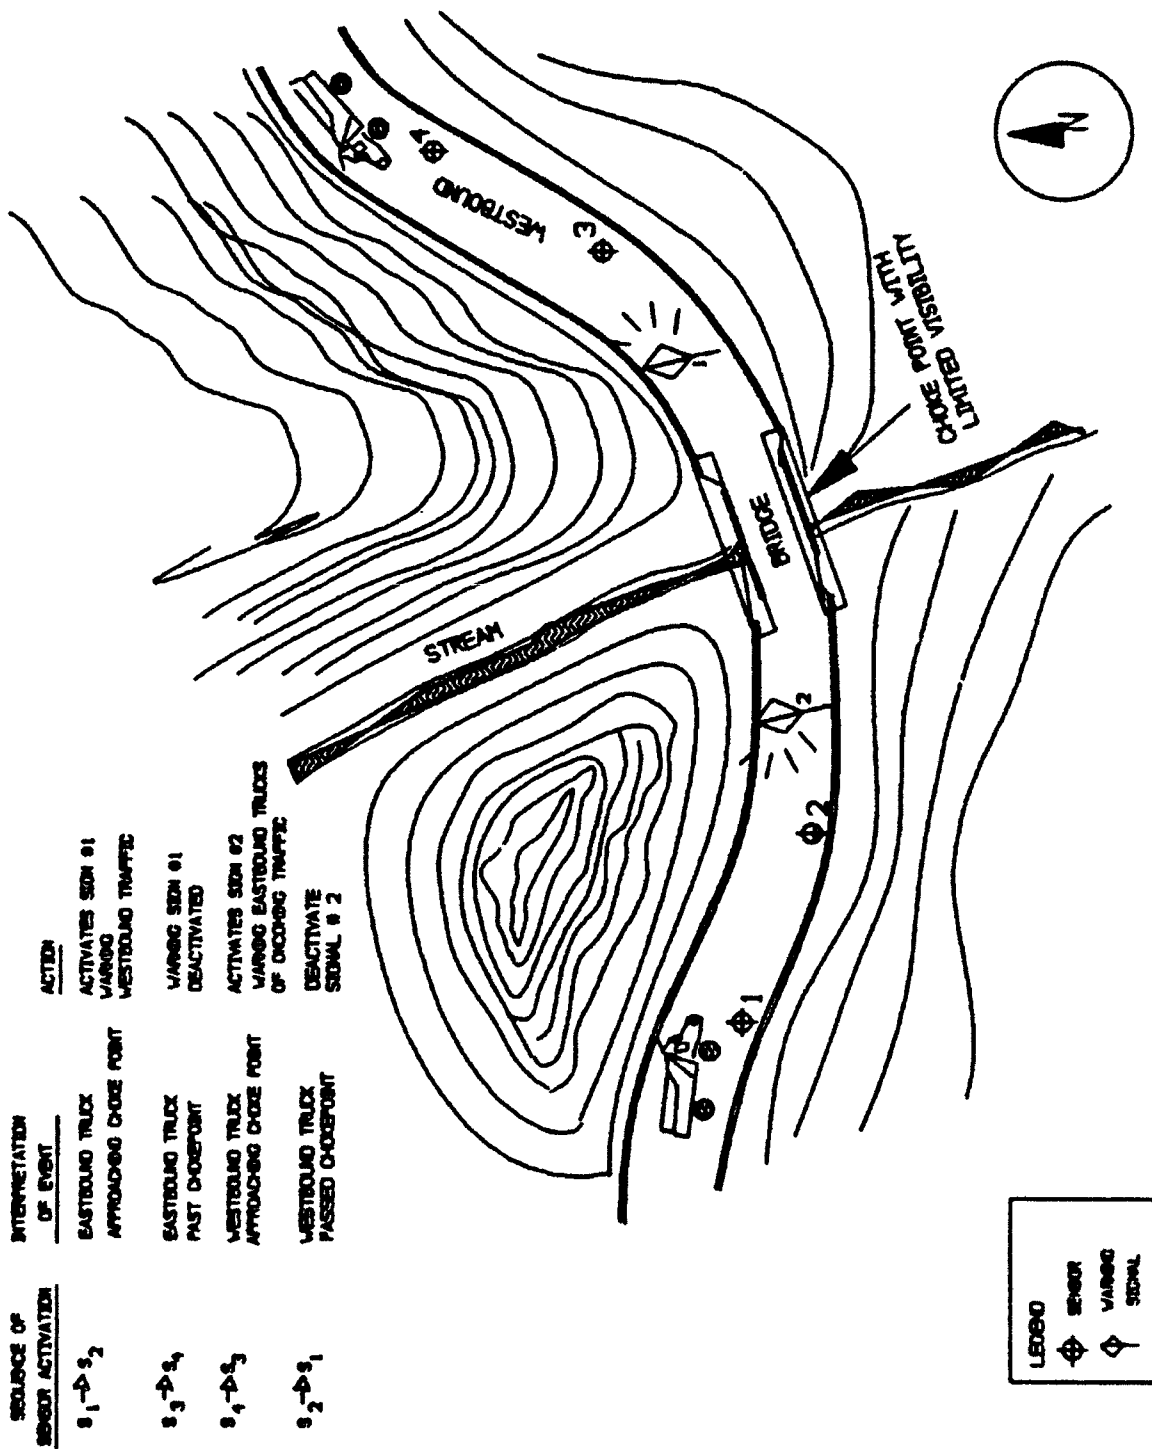 SEQUENCE OF
SENSOR ACTIVATION
INTERPRETATION
OF EVENT
ACTION
S1→S2
EASTBOUND TRUCK
APPROACHING CHOKE POINT
ACTIVATES SIGN #1
WARNING
WESTBOUND TRAFFIC
S3→S4
EASTBOUND TRUCK
PAST CHOKEPOINT
WARNING SIGN #1
DEACTIVATED
S4→S3
WESTBOUND TRUCK
APPROACHING CHOKE POINT
ACTIVATES SIGN #2
WARNING EASTBOUND TRUCKS
OF ONCOMING TRAFFIC
S2→S1
WESTBOUND TRUCK
PASSED CHOKEPOINT
DEACTIVATE
SIGNAL # 2
STREAM
BRIDGE
WESTBOUND
4
3
1
2
2
1
CHOKE POINT WITH
LIMITED VISIBILITY
N
LEGEND
SENSOR
WARNING
SIGNAL